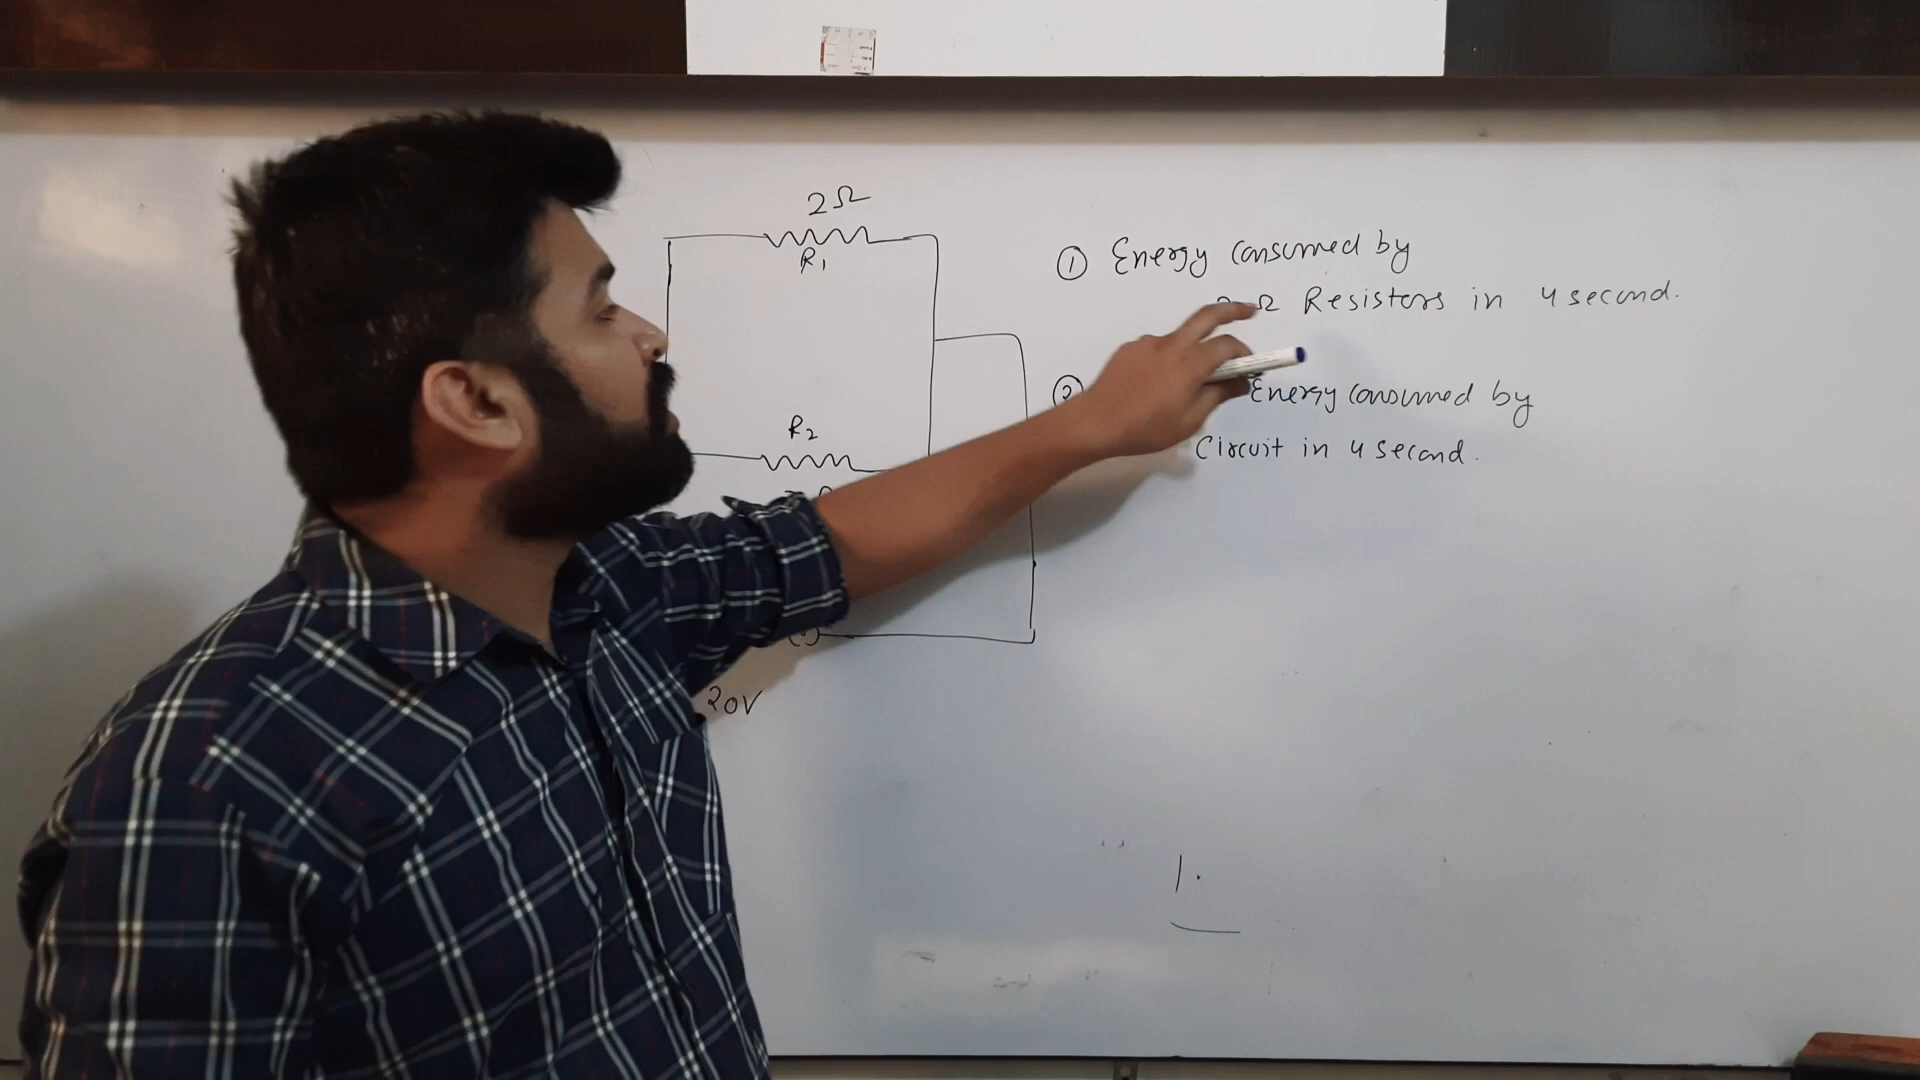 2Ω
R1
R2
20V
① Energy consumed by
Ω Resistors in 4 second.
②
Energy consumed by
Circuit in 4 second.
1.